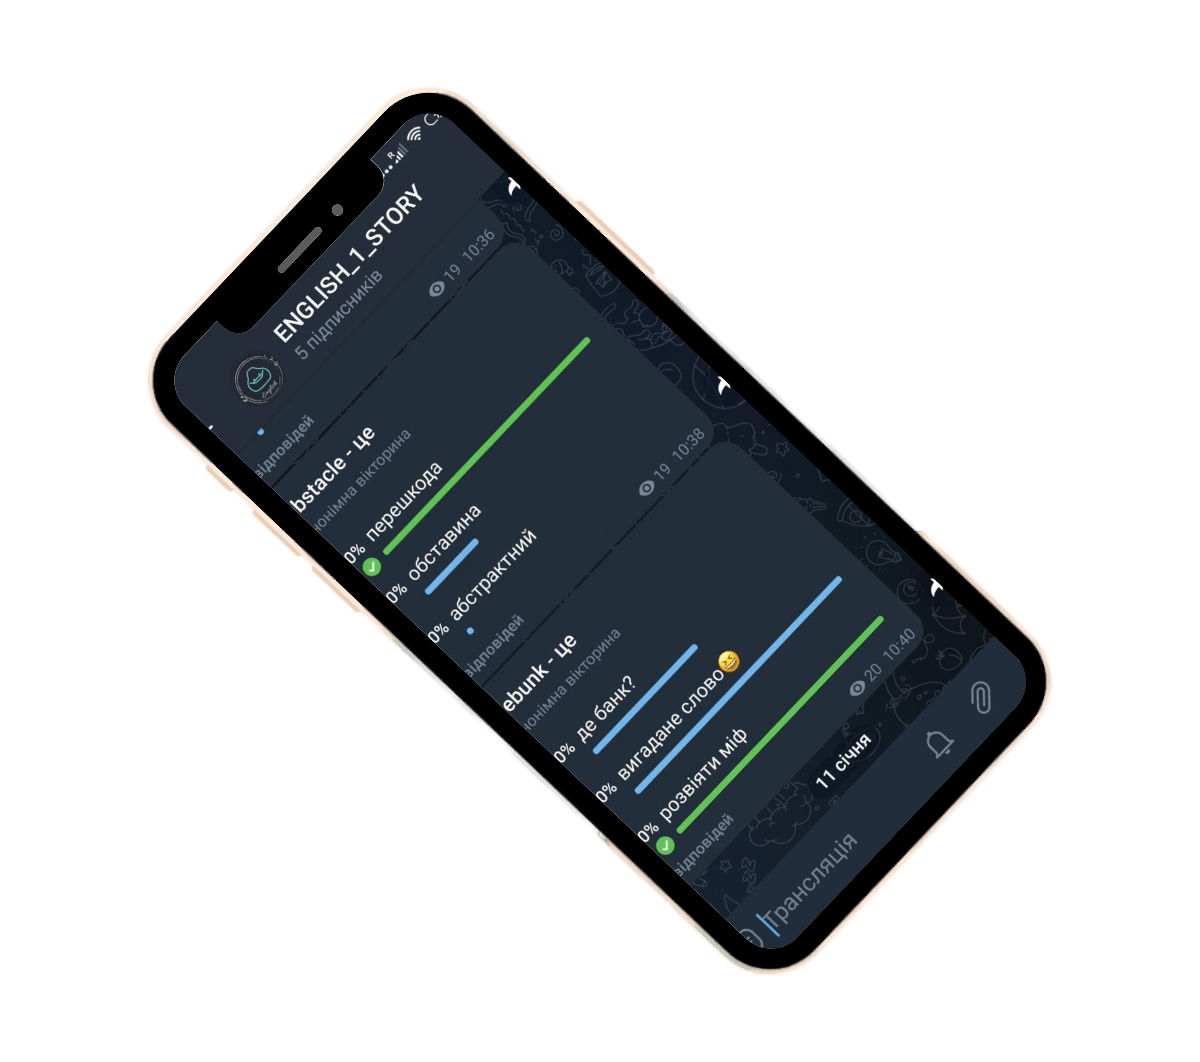 ENGLISH_1_STORY
5 підписників
19 10:36
відповідей
bstacle - це
нонімна вікторина
0% перешкода
0% обставина
0% абстрактний
19 10:38
відповідей
ebunk - це
нонімна вікторина
0% де банк?
0% вигадане слово😆
0% розвіяти міф
20 10:40
відповідей
11 січня
Трансляція